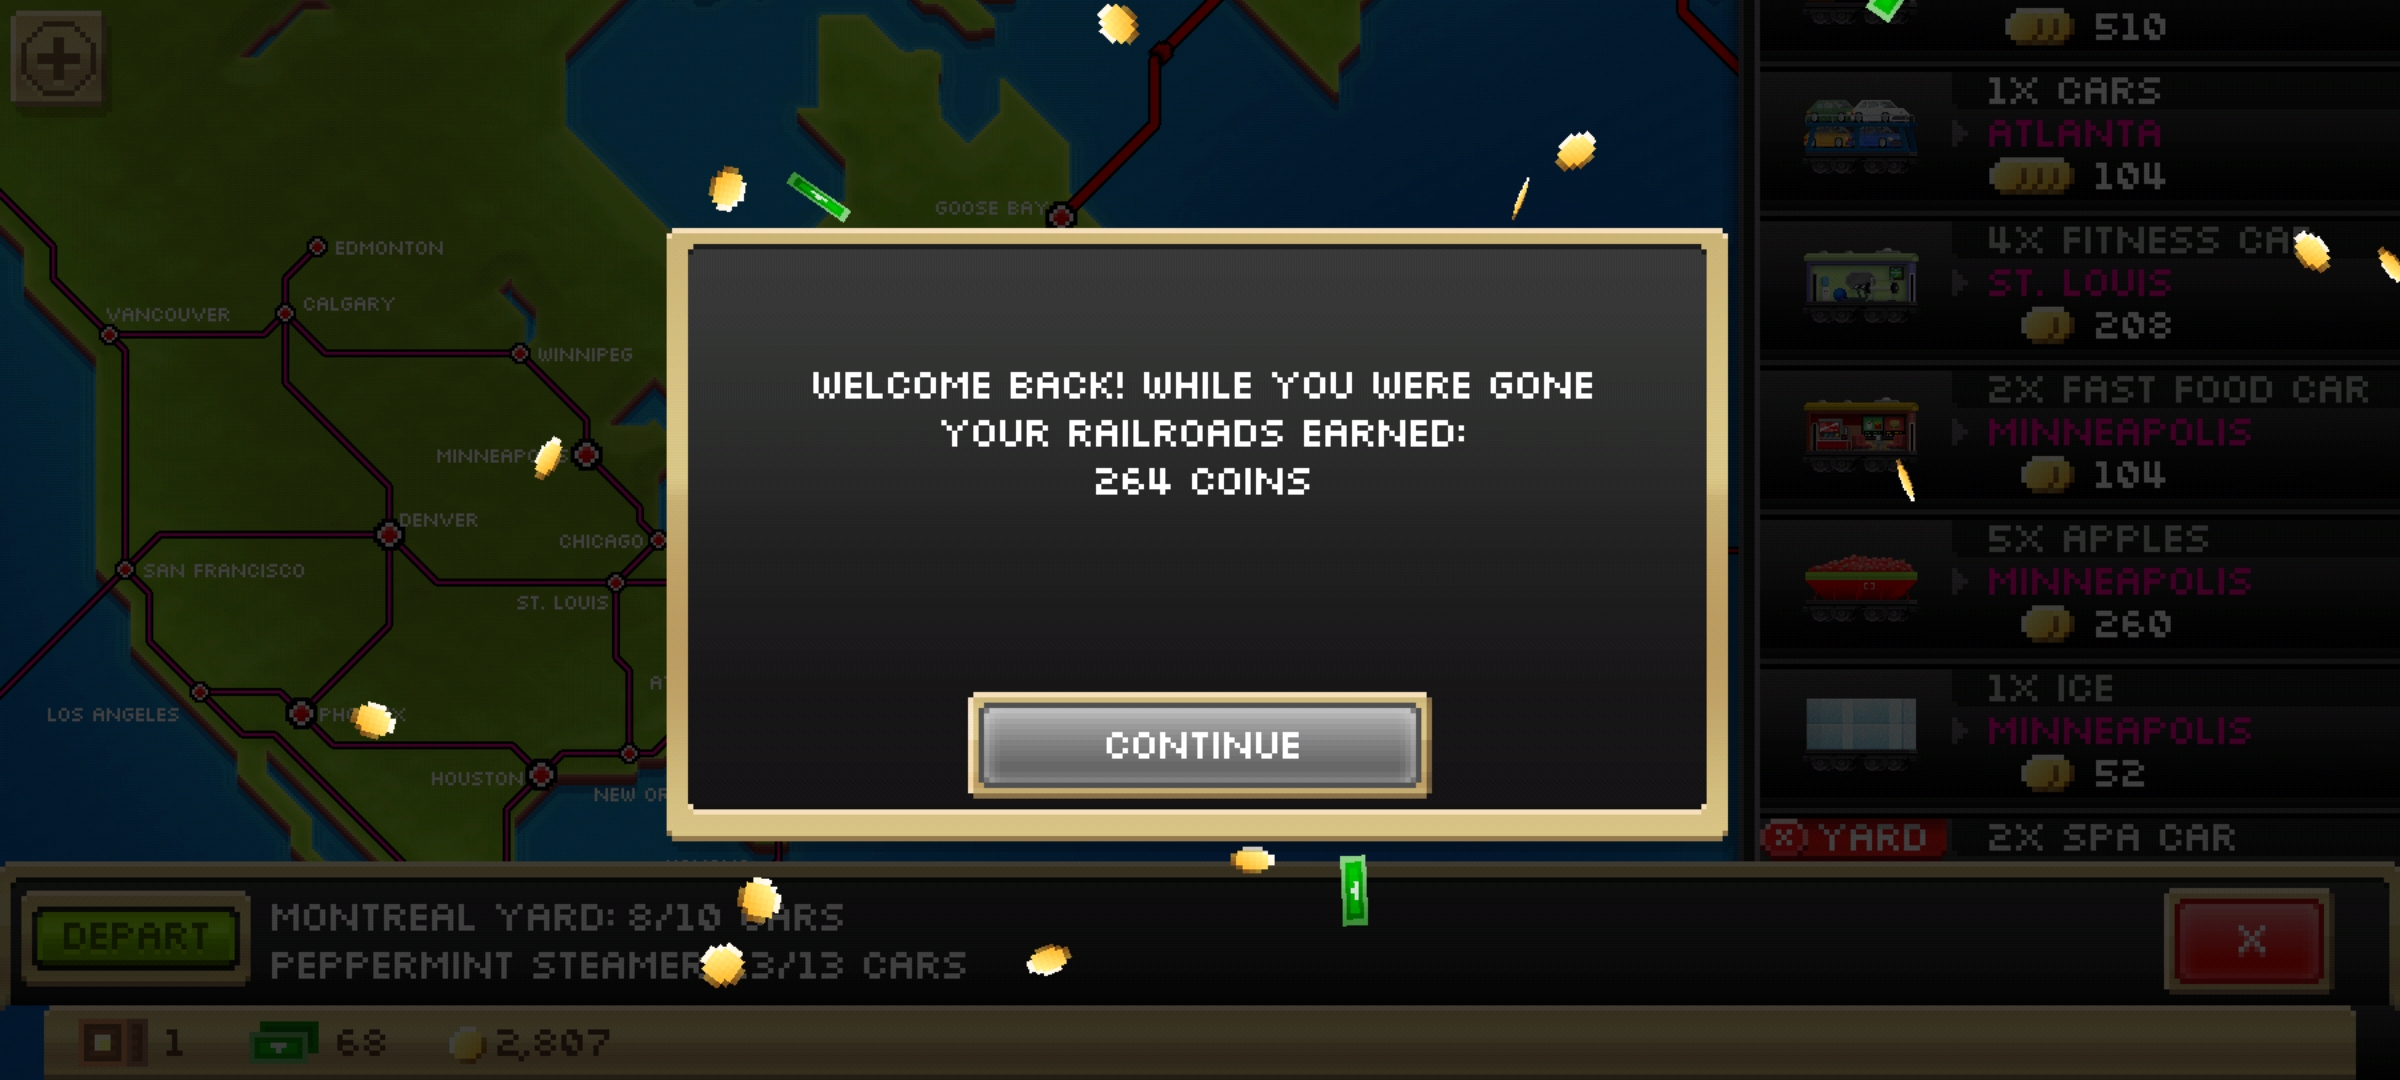 GOOSE BAY
EDMONTON
CALGARY
VANCOUVER
WINNIPEG
DENVER
CHICAGO
SAN FRANCISCO
ST. LOUIS
LOS ANGELES
HOUSTON
WELCOME BACK! WHILE YOU WERE GONE
YOUR RAILROADS EARNED:
264 COINS
CONTINUE
510
1X CARS
ATLANTA
104
4X FITNESS
ST. LOUIS
208
2X FAST FOOD CAR
MINNEAPOLIS
104
5X APPLES
MINNEAPOLIS
260
1X ICE
MINNEAPOLIS
52
YARD
2X SPA CAR
DEPART
MONTREAL YARD: 8/10 CARS
PEPPERMINT STEAMER 3/13 CARS
X
1
68
2,807